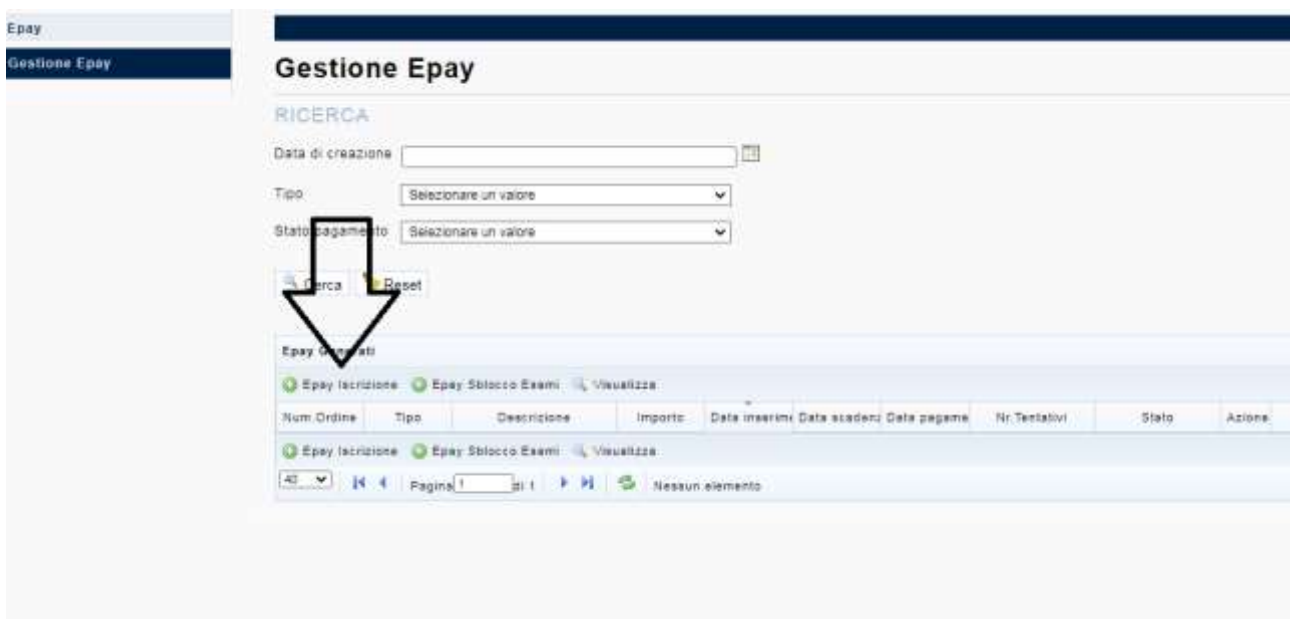 Epay
Gestione Epay
Gestione Epay
RICERCA
Data di creazione
Tipo Selezionare un valore
Stato pagamento Selezionare un valore
Cerca Reset
Epay Generati
Epay Iscrizione Epay Sblocco Esami Visualizza
Num.Ordine Tipo Descrizione Importo Data inserime Data scadenz Data pagame Nr.Tentativi Stato Azione
Epay Iscrizione Epay Sblocco Esami Visualizza
40 Pagina 1 di 1 Nessun elemento